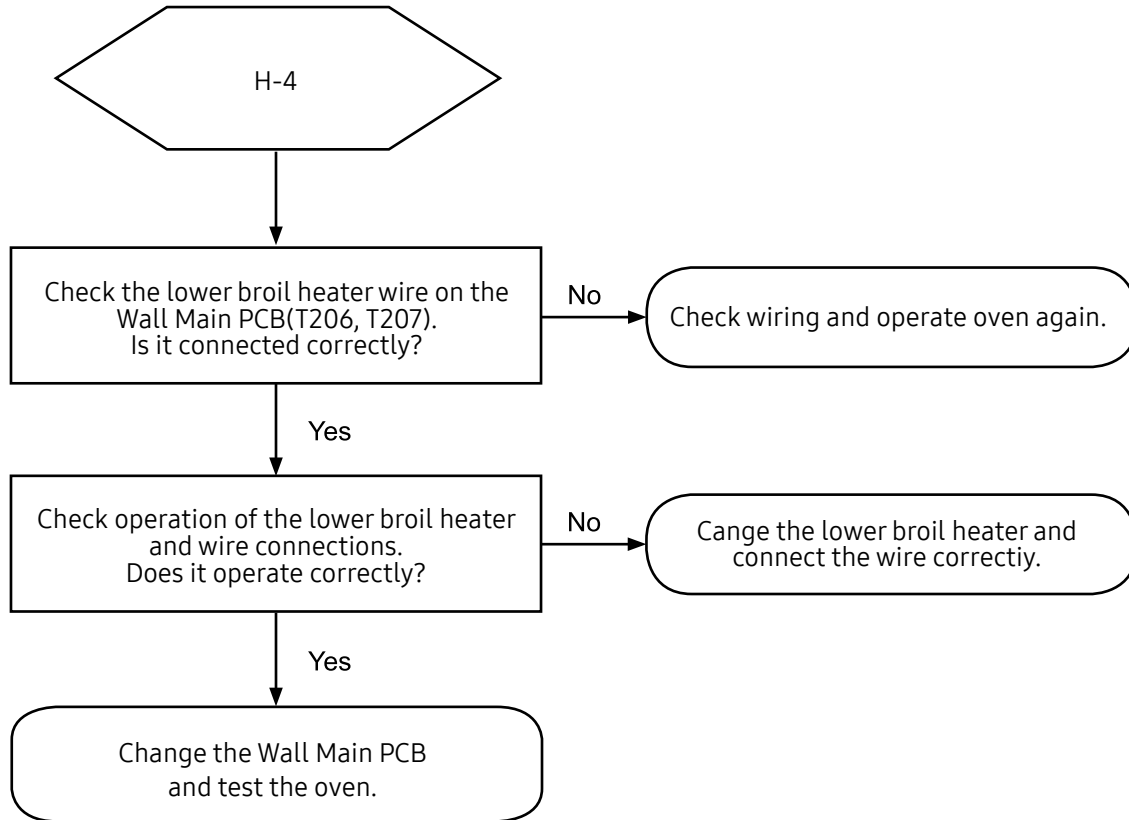 H-4
Check the lower broil heater wire on the
Wall Main PCB(T206, T207).
Is it connected correctly?
No
Check wiring and operate oven again.
Yes
Check operation of the lower broil heater
and wire connections.
Does it operate correctly?
No
Cange the lower broil heater and
connect the wire correctiy.
Yes
Change the Wall Main PCB
and test the oven.